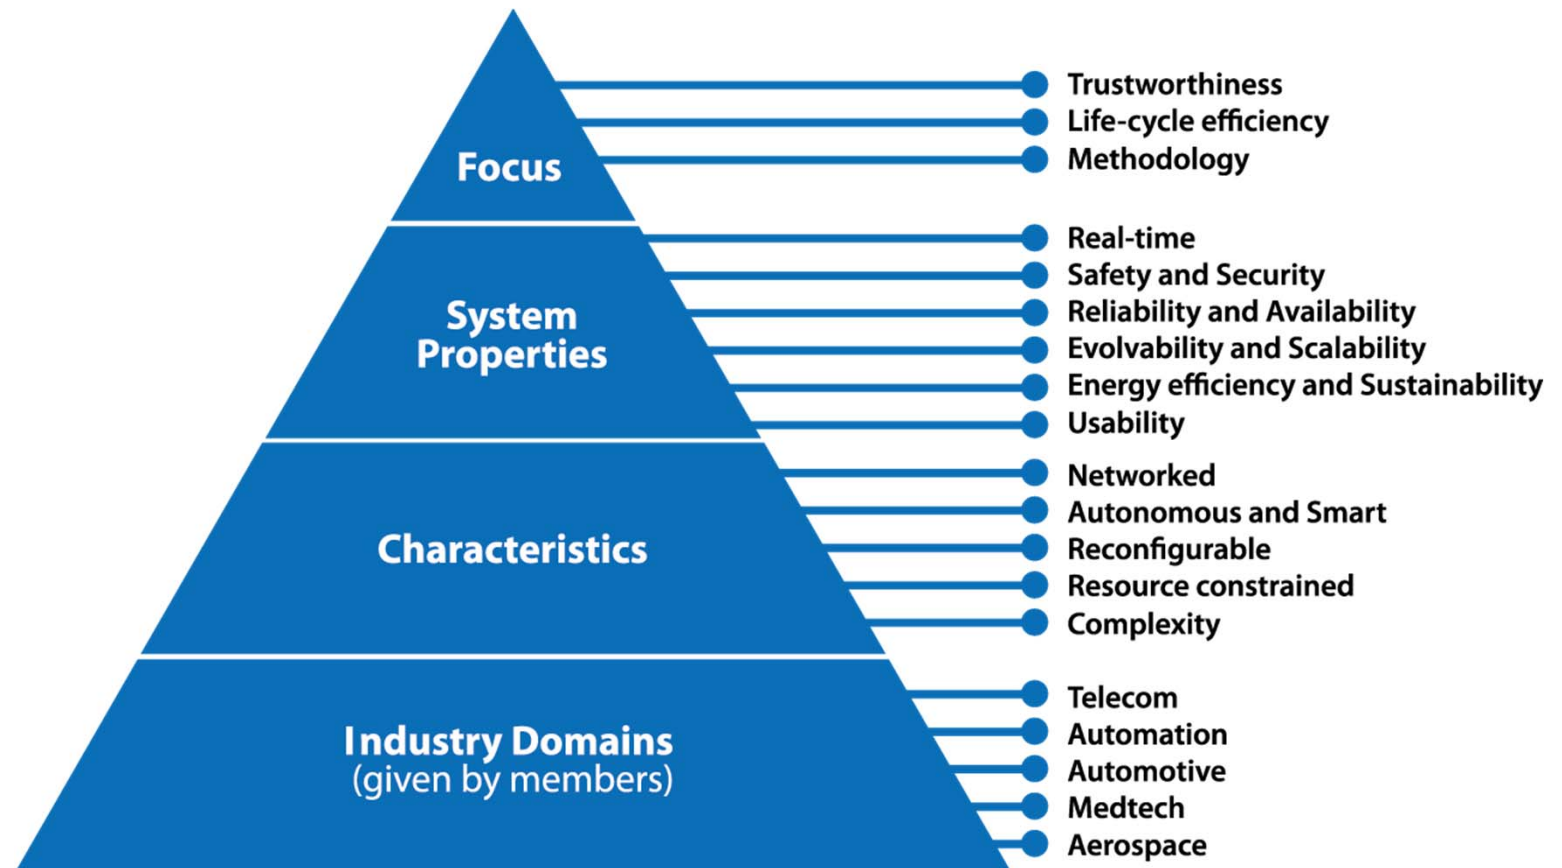 Focus
Trustworthiness
Life-cycle efficiency
Methodology
System
Properties
Real-time
Safety and Security
Reliability and Availability
Evolvability and Scalability
Energy efficiency and Sustainability
Usability
Characteristics
Networked
Autonomous and Smart
Reconfigurable
Resource constrained
Complexity
Industry Domains
(given by members)
Telecom
Automation
Automotive
Medtech
Aerospace